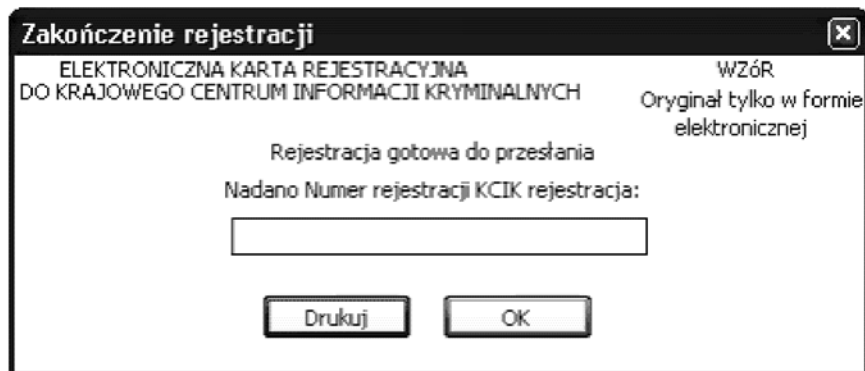 Zakończenie rejestracji
ELEKTRONICZNA KARTA REJESTRACYJNA
DO KRAJOWEGO CENTRUM INFORMACJI KRYMINALNYCH
WZóR
Oryginał tylko w formie
elektronicznej
Rejestracja gotowa do przesłania
Nadano Numer rejestracji KCIK rejestracja:
Drukuj
OK